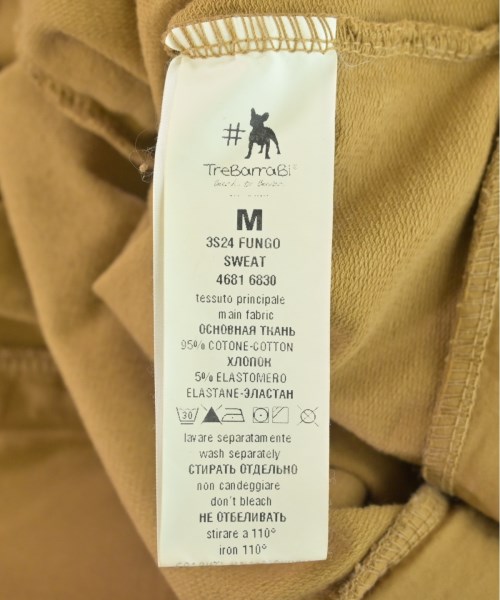 #
TreBarraBi®
M
3S24 FUNGO
SWEAT
4681 6830
tessuto principale
main fabric
ОСНОВНАЯ ТКАНЬ
95% COTONE-COTTON
ХЛОПОК
5% ELASTOMERO
ELASTANE-ЭЛАСТАН
30
lavare separatamente
wash separately
СТИРАТЬ ОТДЕЛЬНО
non candeggiare
don't bleach
НЕ ОТБЕЛИВАТЬ
stirare a 110°
iron 110°